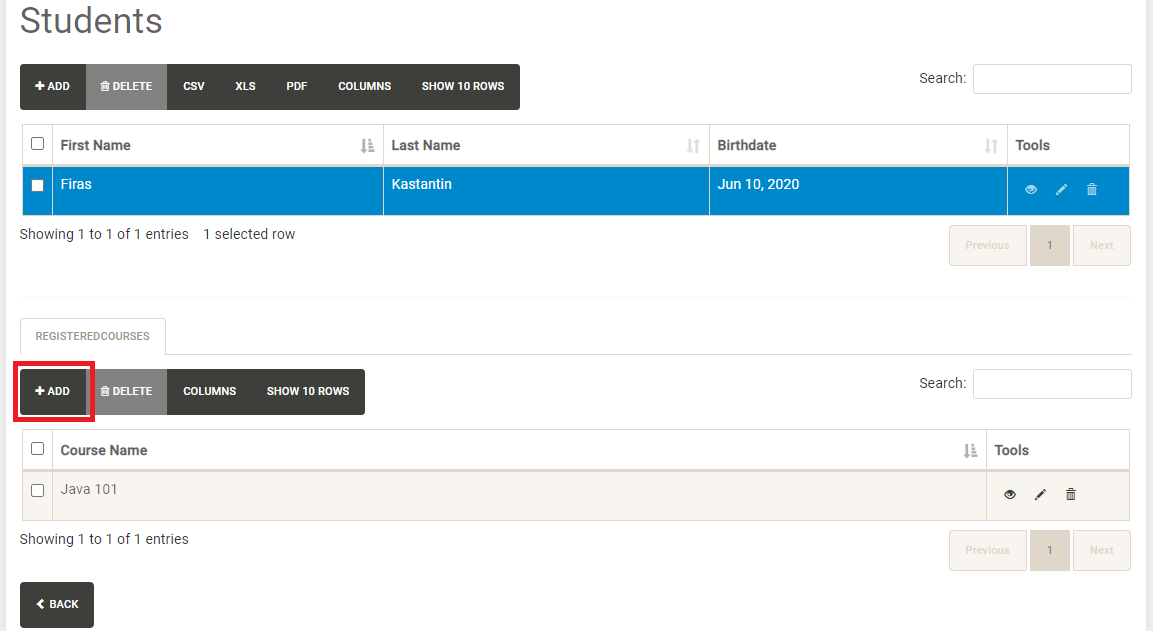 Students
ADD DELETE CSV XLS PDF COLUMNS SHOW 10 ROWS
Search:
First Name Last Name Birthdate Tools
Firas Kastantin Jun 10, 2020
Showing 1 to 1 of 1 entries 1 selected row
Previous 1 Next
REGISTEREDCOURSES
ADD DELETE COLUMNS SHOW 10 ROWS
Search:
Course Name Tools
Java 101
Showing 1 to 1 of 1 entries
Previous 1 Next
BACK